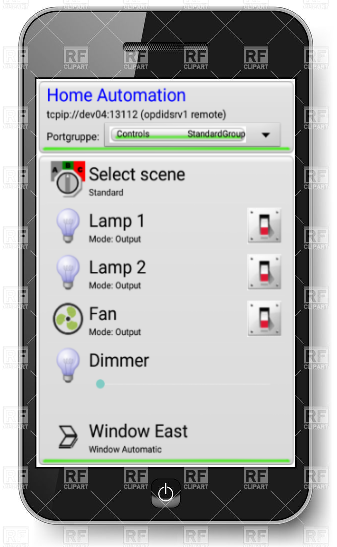 Home Automation
tcpip://dev04:13112 (opdidsrv1 remote)
Portgruppe: Controls StandardGroup
A B C
Select scene
Standard
Lamp 1
Mode: Output
Lamp 2
Mode: Output
Fan
Mode: Output
Dimmer
Window East
Window Automatic
RF
CLIPART